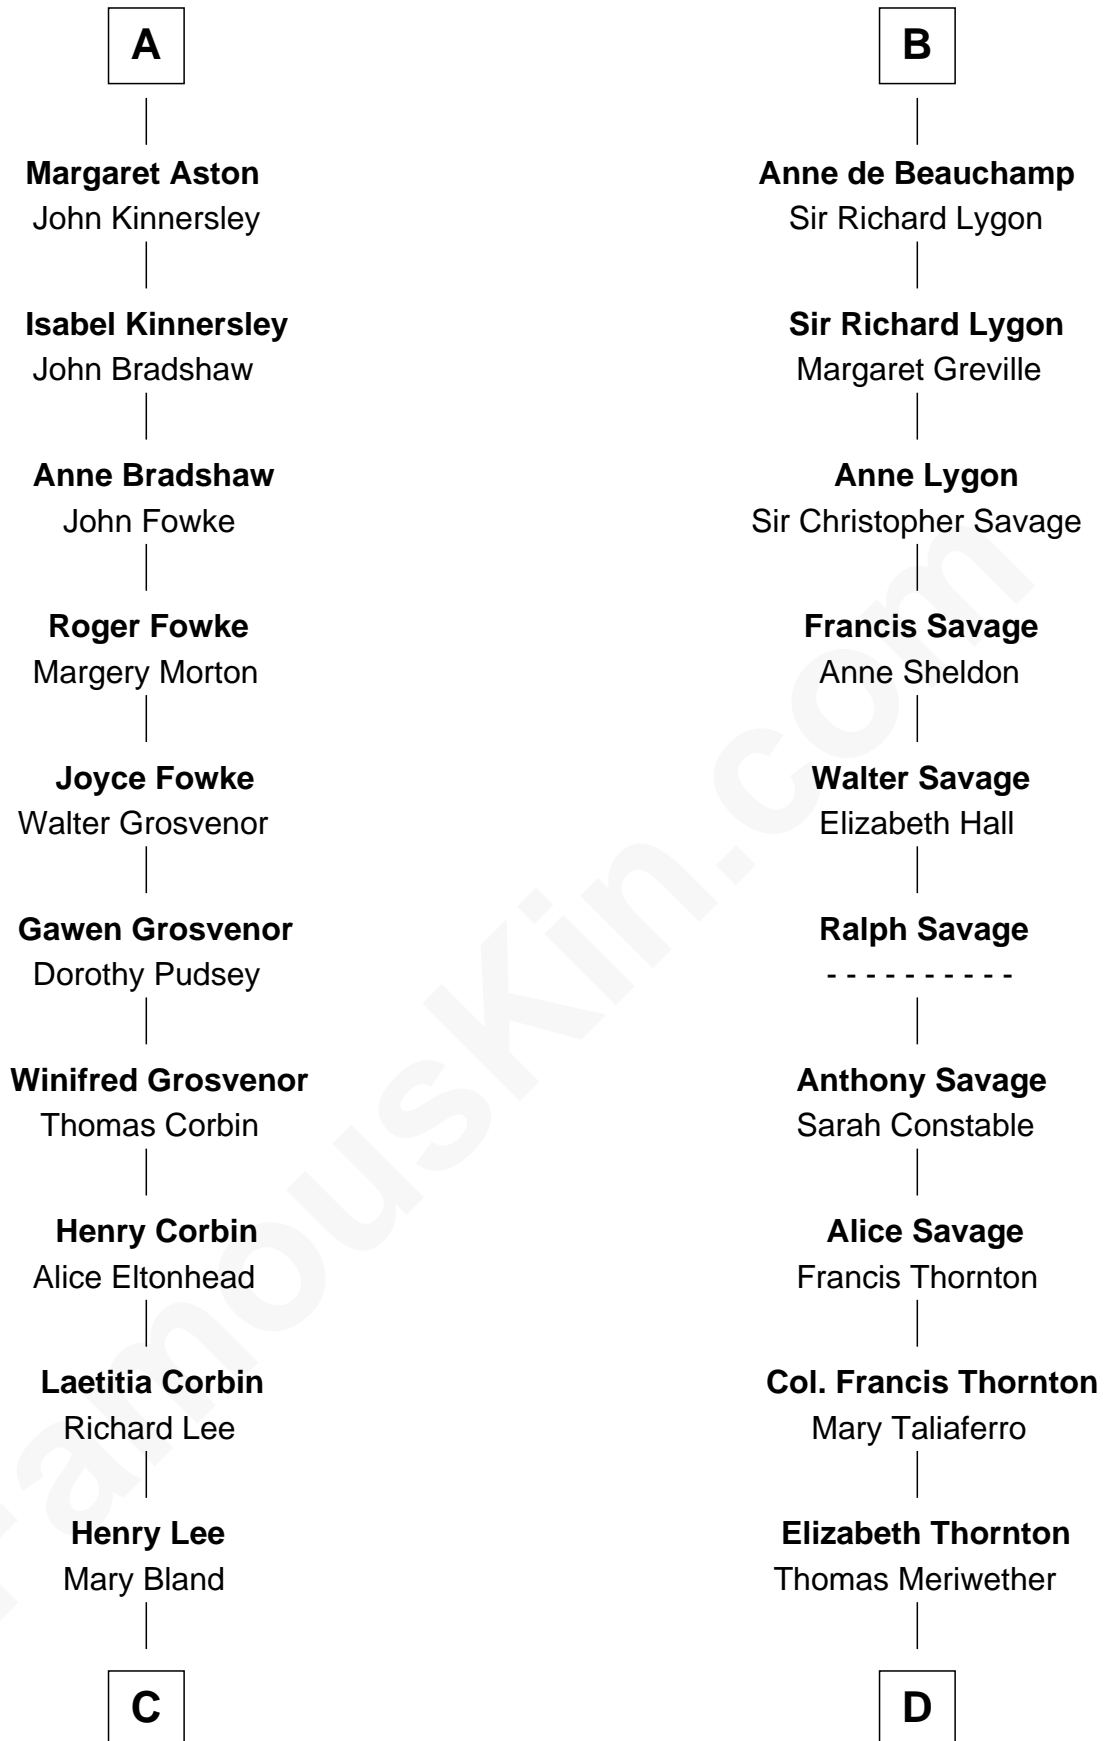 A
Margaret Aston
John Kinnersley
Isabel Kinnersley
John Bradshaw
Anne Bradshaw
John Fowke
Roger Fowke
Margery Morton
Joyce Fowke
Walter Grosvenor
Gawen Grosvenor
Dorothy Pudsey
Winifred Grosvenor
Thomas Corbin
Henry Corbin
Alice Eltonhead
Laetitia Corbin
Richard Lee
Henry Lee
Mary Bland
C
B
Anne de Beauchamp
Sir Richard Lygon
Sir Richard Lygon
Margaret Greville
Anne Lygon
Sir Christopher Savage
Francis Savage
Anne Sheldon
Walter Savage
Elizabeth Hall
Ralph Savage
- - - - - - - - - -
Anthony Savage
Sarah Constable
Alice Savage
Francis Thornton
Col. Francis Thornton
Mary Taliaferro
Elizabeth Thornton
Thomas Meriwether
D
FamousKin.com